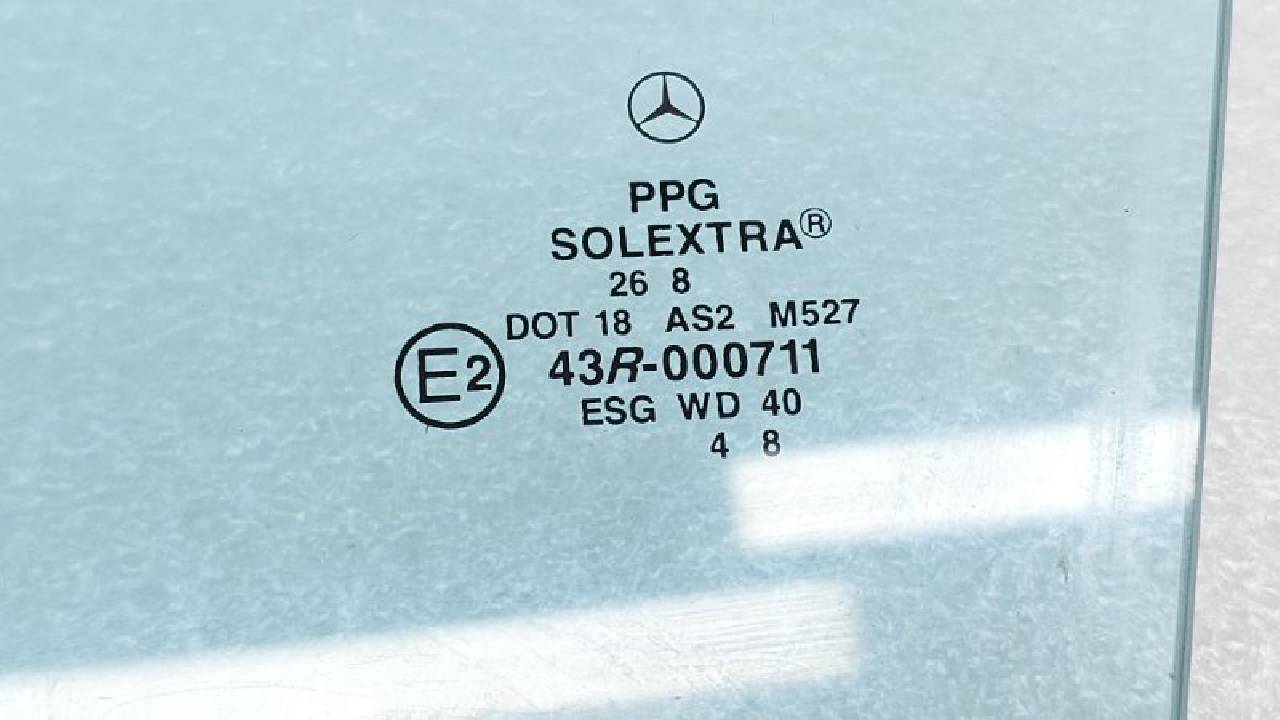 PPG
SOLEXTRA®
26 8
DOT 18 AS2 M527
E2
43R-000711
ESG WD 40
4 8